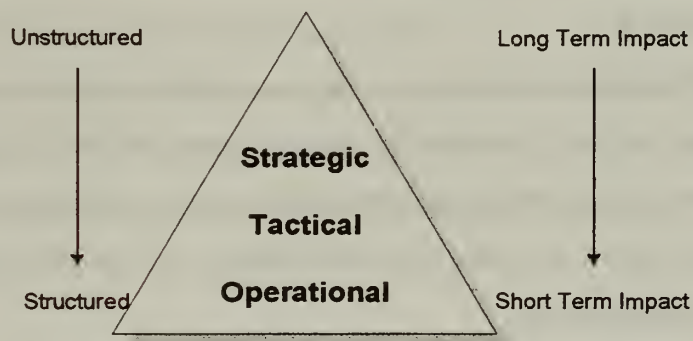 Unstructured
Long Term Impact
Strategic
Tactical
Operational
Structured
Short Term Impact